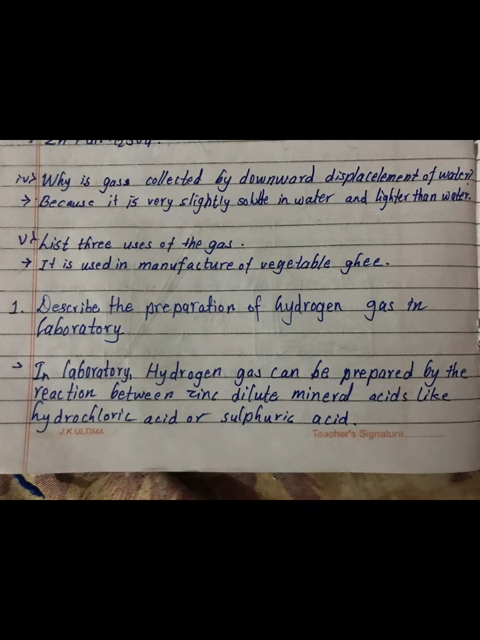 iv> Why is gass collected by downward displacelement of water?
→ Because it is very slightly soluble in water and lighter than water.
v> List three uses of the gas.
→ It is used in manufacture of vegetable ghee.
1. Describe the preparation of hydrogen gas in
laboratory.
→ In laboratory, Hydrogen gas can be prepared by the
reaction between zinc dilute mineral acids like
hydrochloric acid or sulphuric acid.
J.K ULTIMA
Teacher's Signature..............